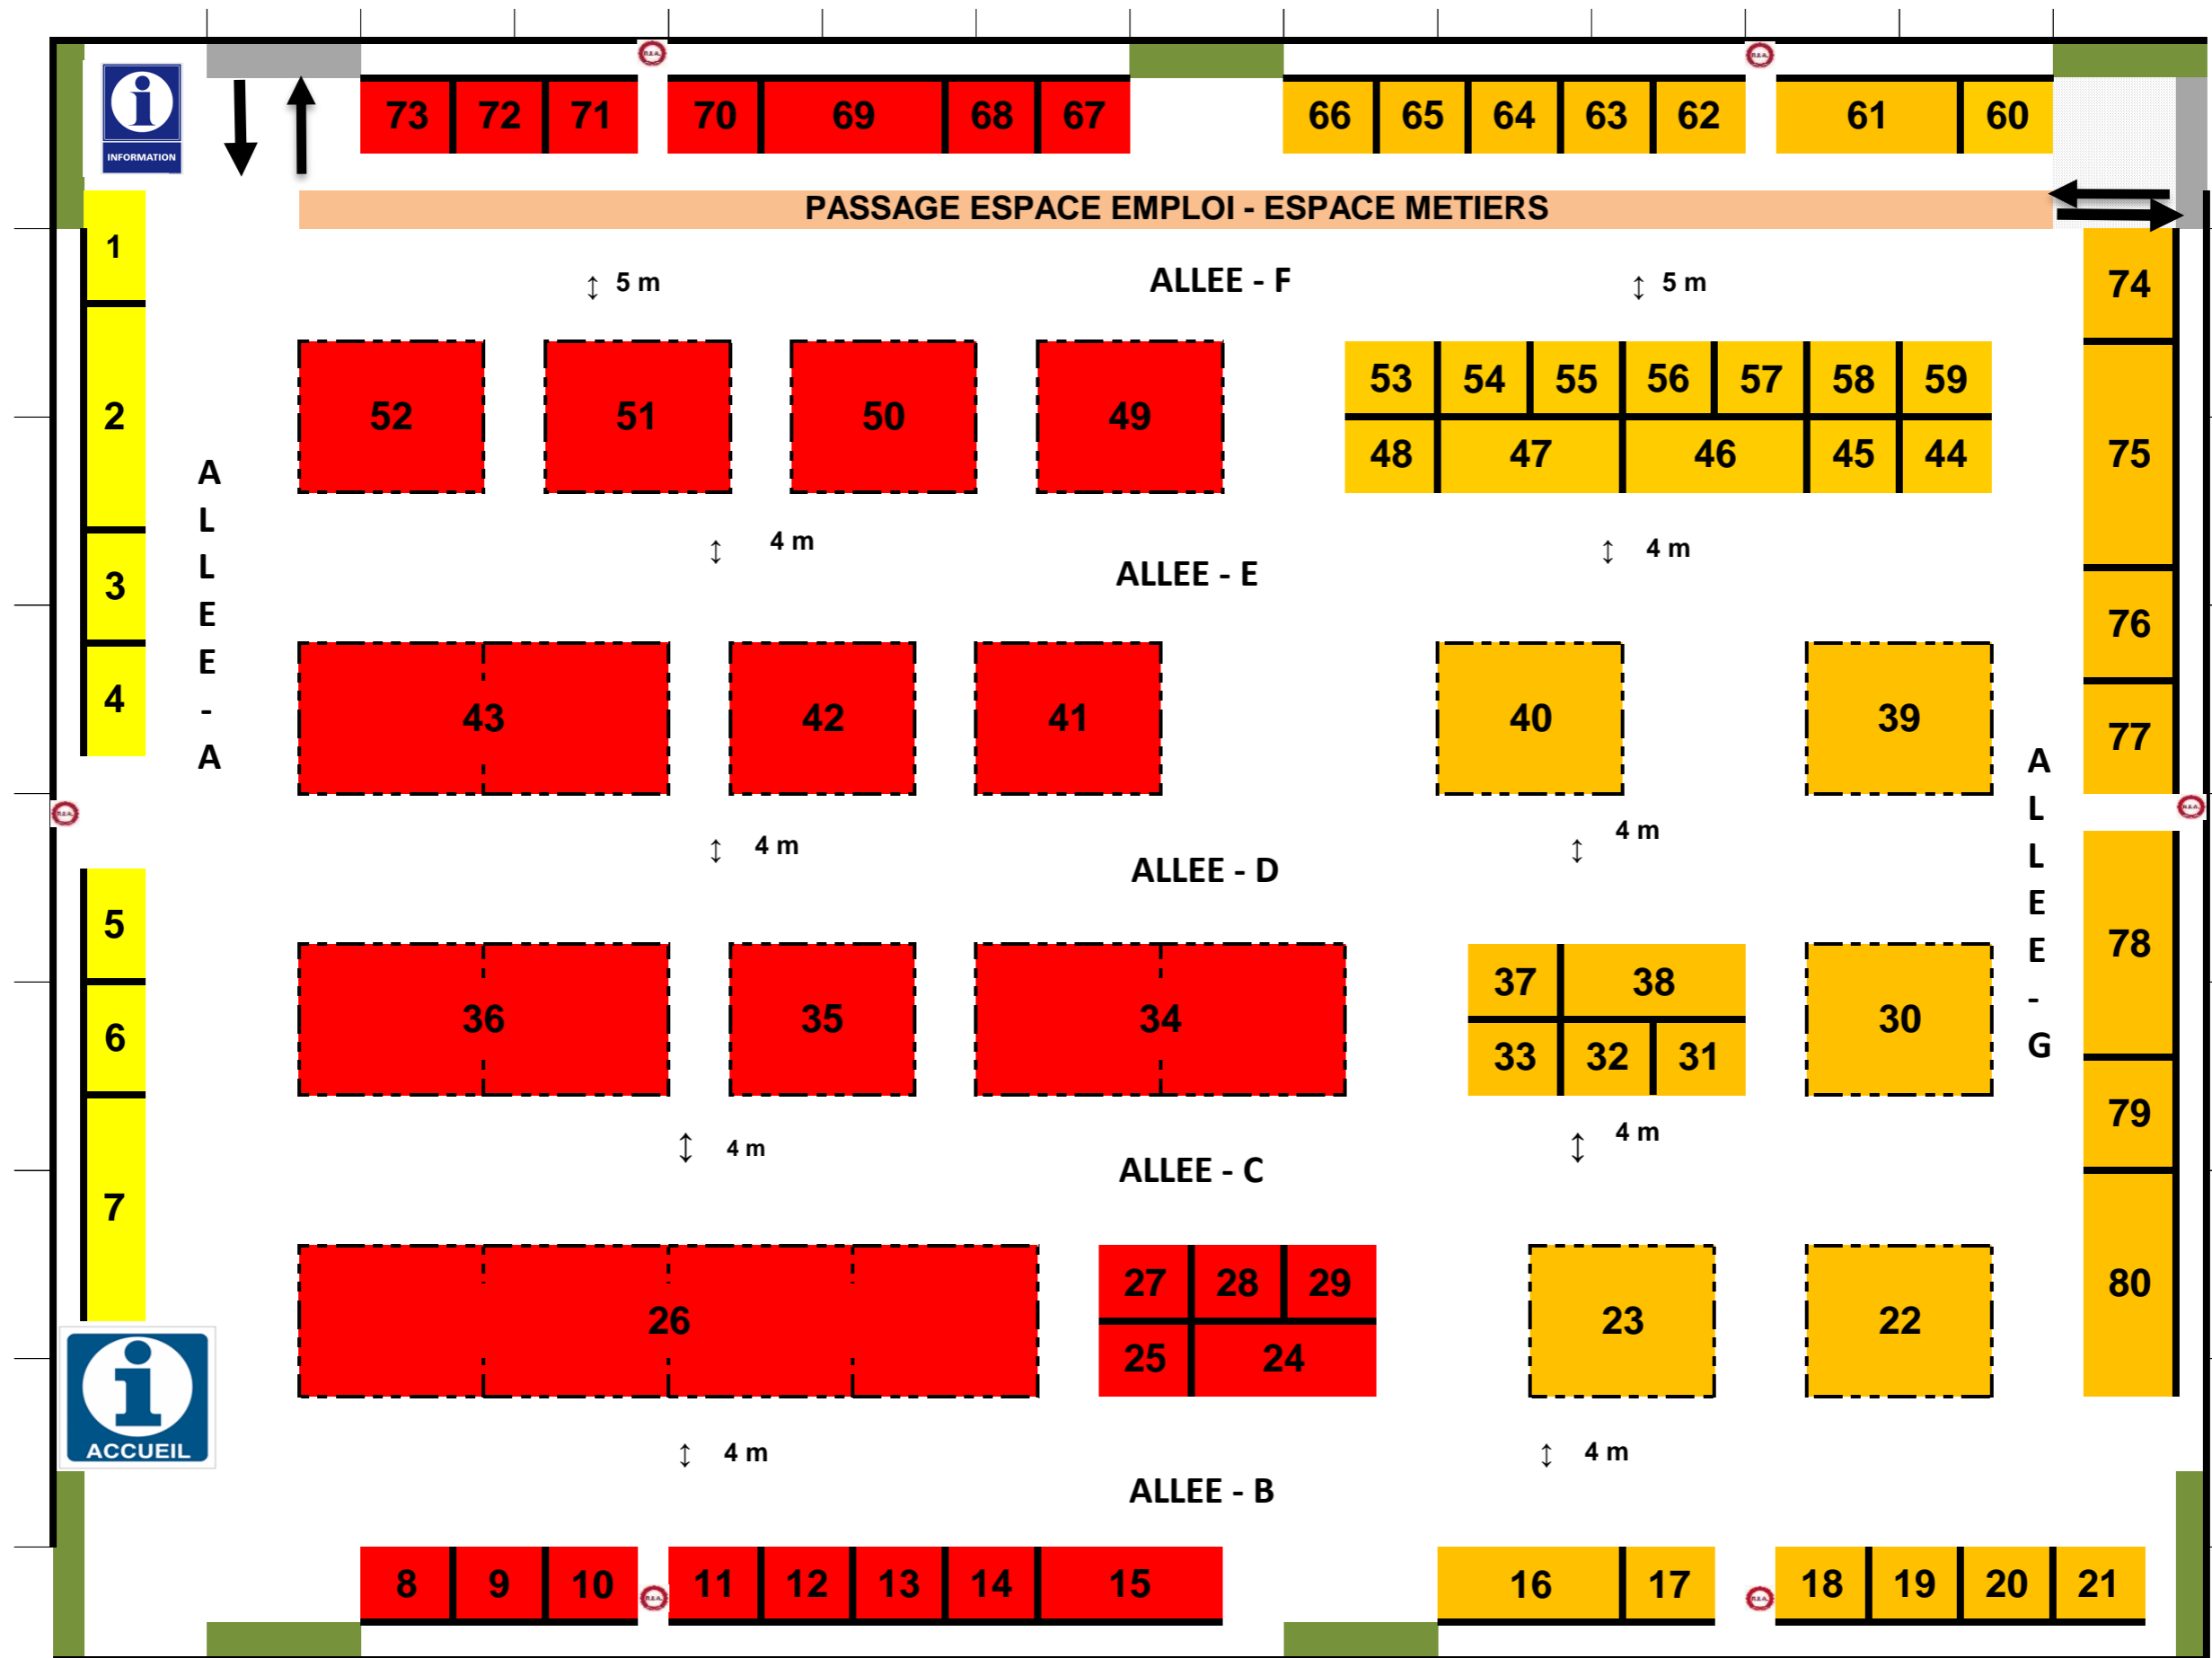 INFORMATION
73 72 71 70 69 68 67 66 65 64 63 62 61 60
PASSAGE ESPACE EMPLOI - ESPACE METIERS
1
2
3
4
5
6
7
ALLEE - A
ALLEE - F
↕ 5 m ↕ 5 m
52 51 50 49
53 54 55 56 57 58 59
48 47 46 45 44
↕ 4 m ↕ 4 m
ALLEE - E
43 42 41 40 39
↕ 4 m ↕ 4 m
ALLEE - D
36 35 34
37 38
33 32 31
30
↕ 4 m ↕ 4 m
ALLEE - C
26
27 28 29
25 24
23 22
↕ 4 m ↕ 4 m
ALLEE - B
8 9 10 11 12 13 14 15 16 17 18 19 20 21
ALLEE - G
74
75
76
77
78
79
80
ACCUEIL